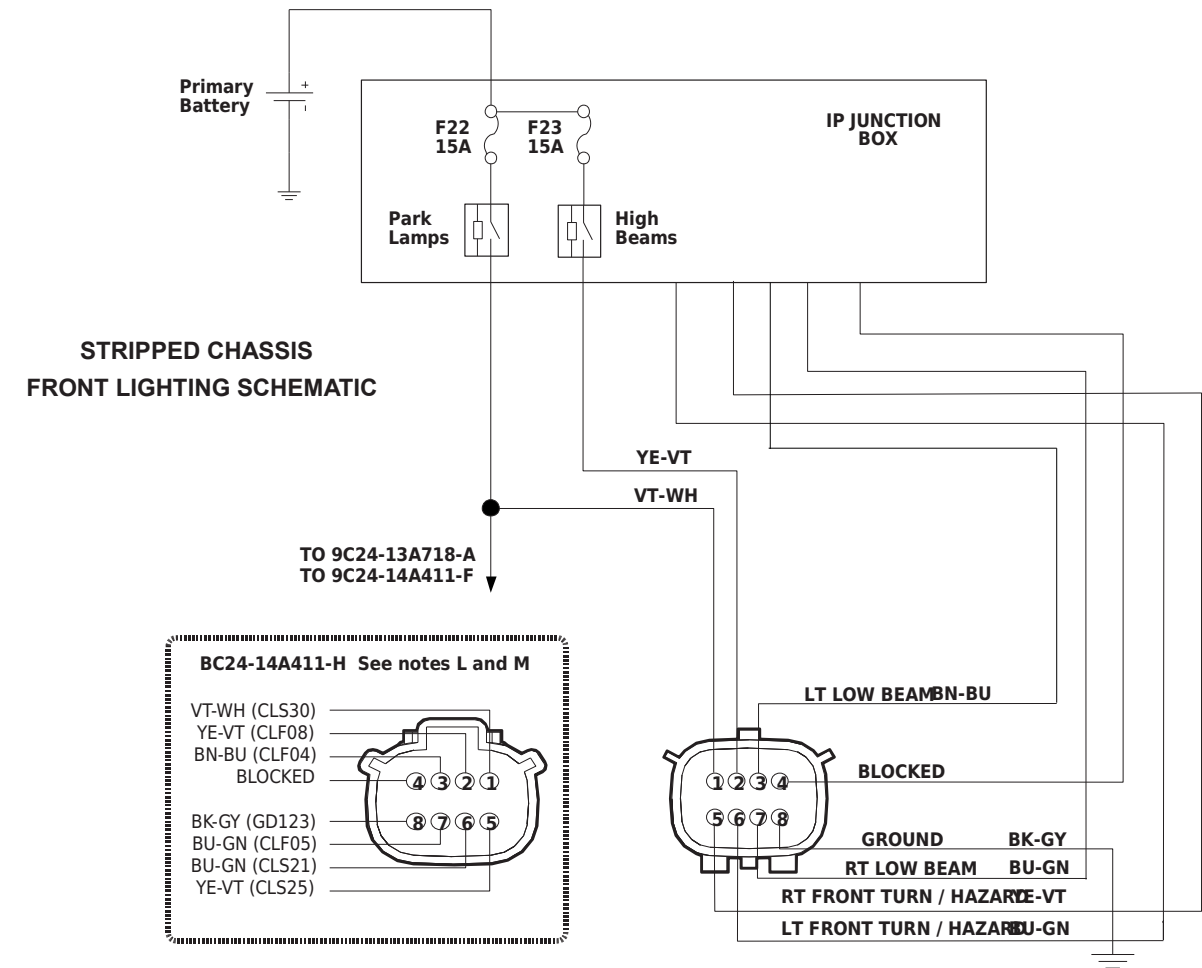 Primary
Battery
+
-
F22
15A
F23
15A
IP JUNCTION
BOX
Park
Lamps
High
Beams
STRIPPED CHASSIS
FRONT LIGHTING SCHEMATIC
YE-VT
VT-WH
TO 9C24-13A718-A
TO 9C24-14A411-F
BC24-14A411-H See notes L and M
VT-WH (CLS30)
YE-VT (CLF08)
BN-BU (CLF04)
BLOCKED
BK-GY (GD123)
BU-GN (CLF05)
BU-GN (CLS21)
YE-VT (CLS25)
4 3 2 1
8 7 6 5
LT LOW BEAM BN-BU
1 2 3 4
BLOCKED
5 6 7 8
GROUND BK-GY
RT LOW BEAM BU-GN
RT FRONT TURN / HAZARD YE-VT
LT FRONT TURN / HAZARD BU-GN